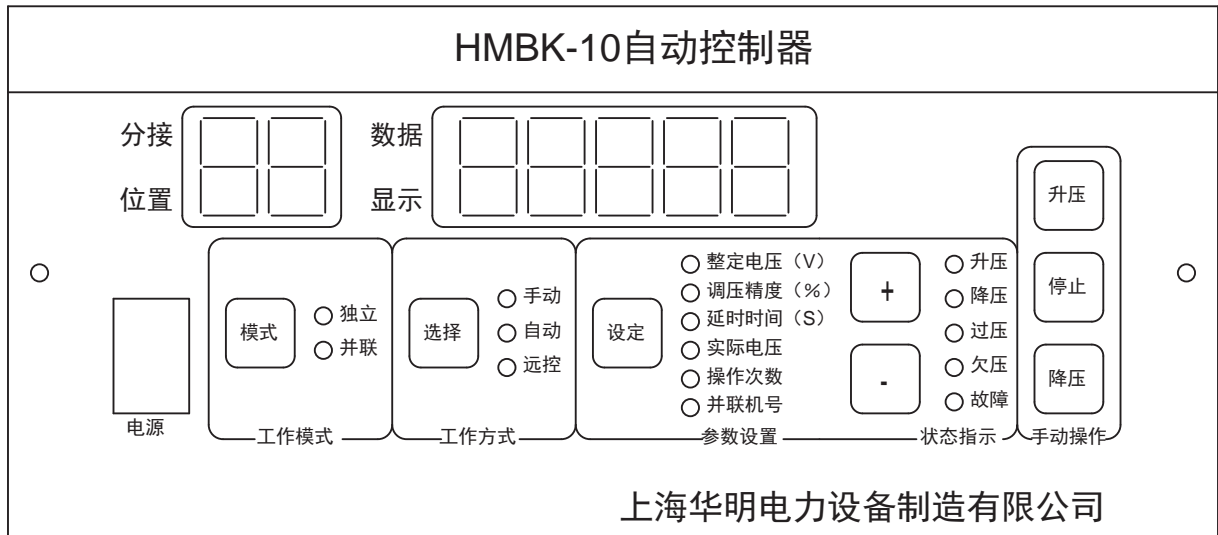 HMBK-10自动控制器
分接
位置
数据
显示
电源
模式
独立
并联
工作模式
选择
手动
自动
远控
工作方式
设定
整定电压（V）
调压精度（%）
延时时间（S）
实际电压
操作次数
并联机号
参数设置
+
-
升压
降压
过压
欠压
故障
状态指示
升压
停止
降压
手动操作
上海华明电力设备制造有限公司